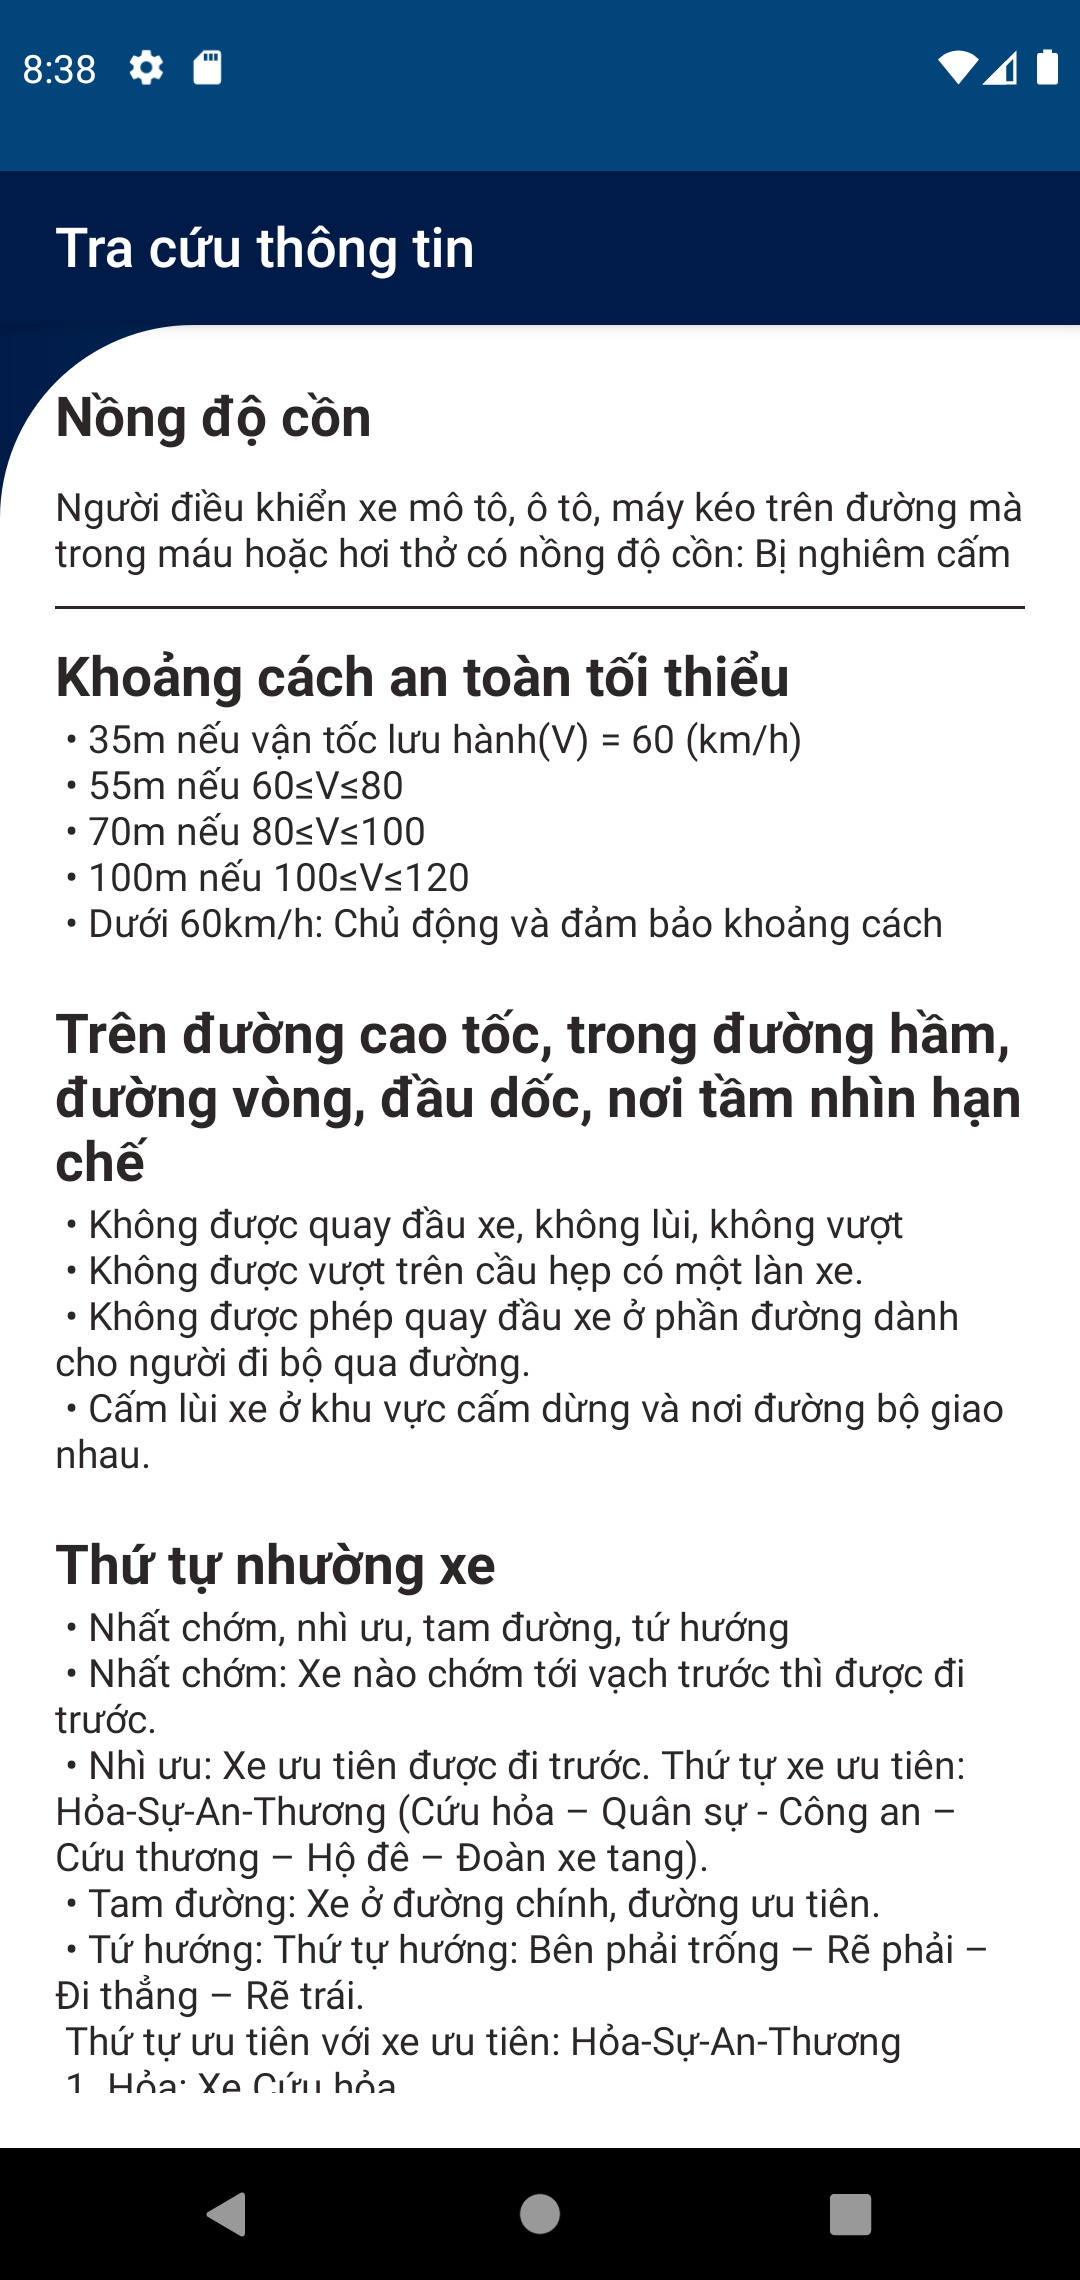 8:38
Tra cứu thông tin
Nồng độ cồn
Người điều khiển xe mô tô, ô tô, máy kéo trên đường mà
trong máu hoặc hơi thở có nồng độ cồn: Bị nghiêm cấm
Khoảng cách an toàn tối thiểu
• 35m nếu vận tốc lưu hành(V) = 60 (km/h)
• 55m nếu 60≤V≤80
• 70m nếu 80≤V≤100
• 100m nếu 100≤V≤120
• Dưới 60km/h: Chủ động và đảm bảo khoảng cách
Trên đường cao tốc, trong đường hầm,
đường vòng, đầu dốc, nơi tầm nhìn hạn
chế
• Không được quay đầu xe, không lùi, không vượt
• Không được vượt trên cầu hẹp có một làn xe.
• Không được phép quay đầu xe ở phần đường dành
cho người đi bộ qua đường.
• Cấm lùi xe ở khu vực cấm dừng và nơi đường bộ giao
nhau.
Thứ tự nhường xe
• Nhất chớm, nhì ưu, tam đường, tứ hướng
• Nhất chớm: Xe nào chớm tới vạch trước thì được đi
trước.
• Nhì ưu: Xe ưu tiên được đi trước. Thứ tự xe ưu tiên:
Hỏa-Sự-An-Thương (Cứu hỏa – Quân sự - Công an –
Cứu thương – Hộ đê – Đoàn xe tang).
• Tam đường: Xe ở đường chính, đường ưu tiên.
• Tứ hướng: Thứ tự hướng: Bên phải trống – Rẽ phải –
Đi thẳng – Rẽ trái.
Thứ tự ưu tiên với xe ưu tiên: Hỏa-Sự-An-Thương
1. Hỏa: Xe Cứu hỏa